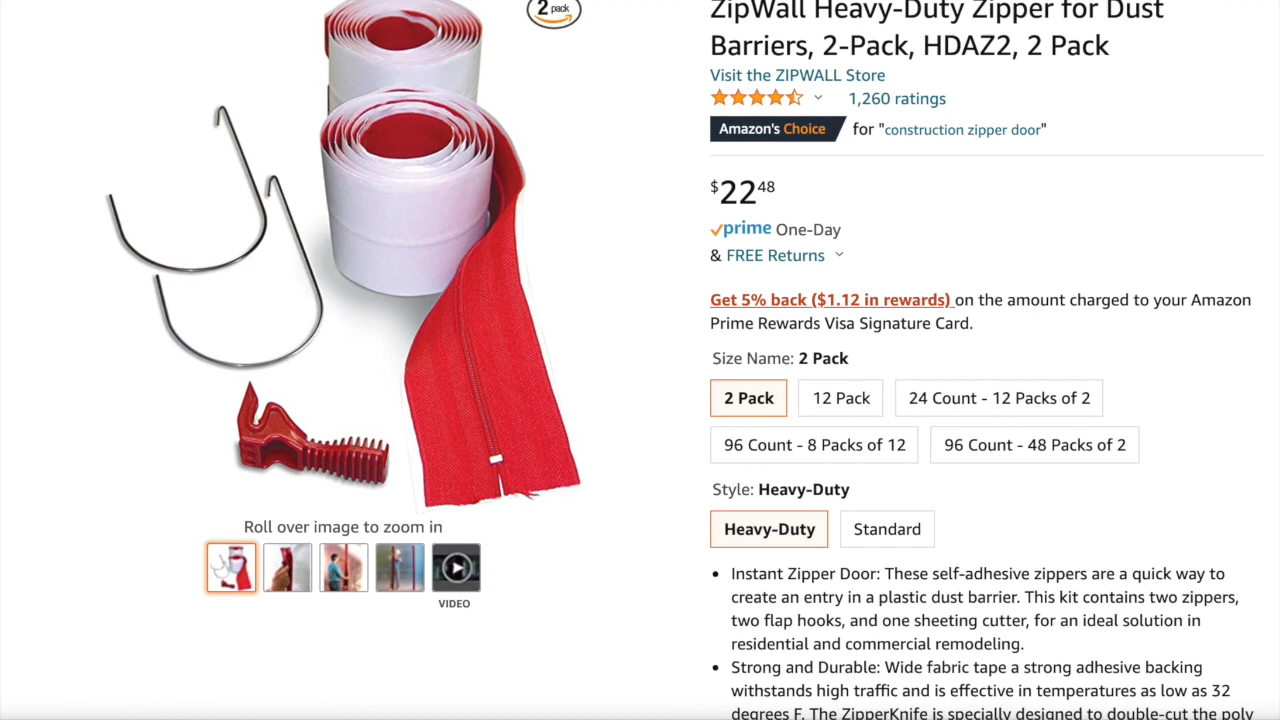 2 pack
ZipWall Heavy-Duty Zipper for Dust
Barriers, 2-Pack, HDAZ2, 2 Pack
Visit the ZIPWALL Store
1,260 ratings
Amazon's Choice for "construction zipper door"
$22 48
prime One-Day
& FREE Returns
Get 5% back ($1.12 in rewards) on the amount charged to your Amazon
Prime Rewards Visa Signature Card.
Size Name: 2 Pack
2 Pack 12 Pack 24 Count - 12 Packs of 2
96 Count - 8 Packs of 12 96 Count - 48 Packs of 2
Style: Heavy-Duty
Heavy-Duty Standard
Roll over image to zoom in
VIDEO
• Instant Zipper Door: These self-adhesive zippers are a quick way to
create an entry in a plastic dust barrier. This kit contains two zippers,
two flap hooks, and one sheeting cutter, for an ideal solution in
residential and commercial remodeling.
• Strong and Durable: Wide fabric tape a strong adhesive backing
withstands high traffic and is effective in temperatures as low as 32
degrees F. The ZipperKnife is specially designed to double-cut the poly